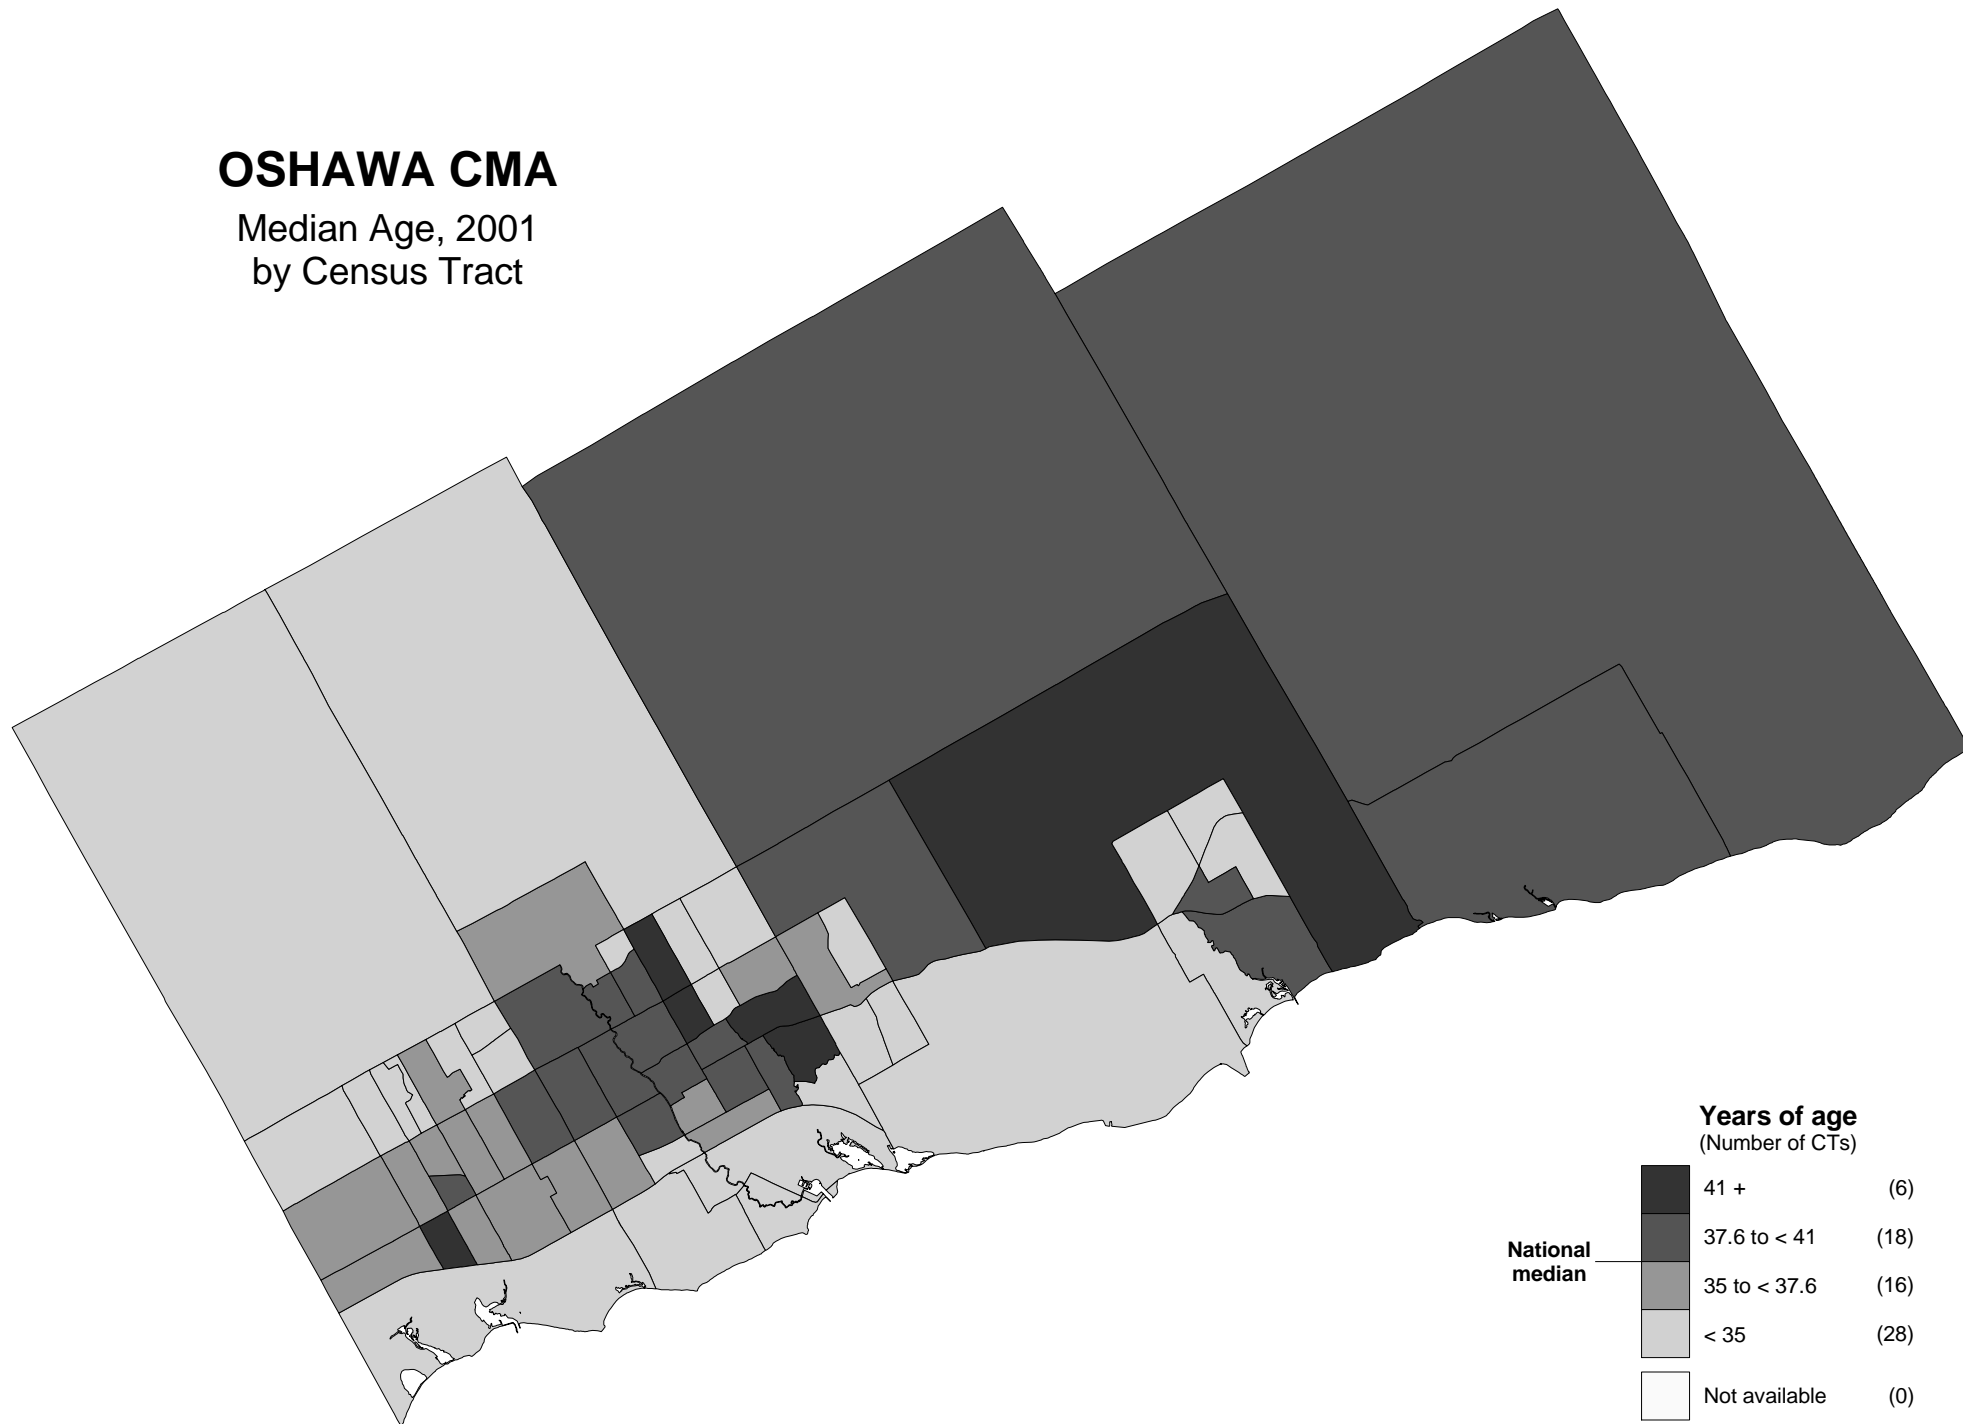 OSHAWA CMA
Median Age, 2001
by Census Tract
Years of age
(Number of CTs)
41 + (6)
37.6 to < 41 (18)
National
median
35 to < 37.6 (16)
< 35 (28)
Not available (0)